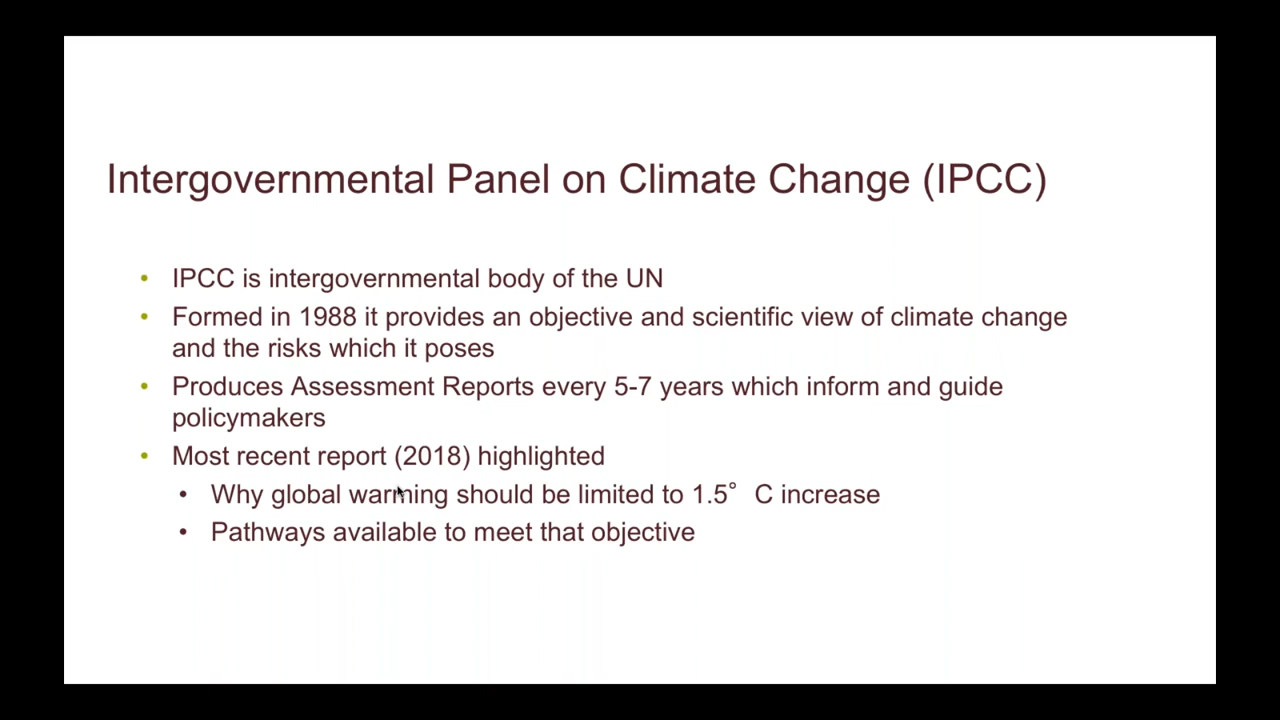 Intergovernmental Panel on Climate Change (IPCC)
• IPCC is intergovernmental body of the UN
• Formed in 1988 it provides an objective and scientific view of climate change
and the risks which it poses
• Produces Assessment Reports every 5-7 years which inform and guide
policymakers
• Most recent report (2018) highlighted
• Why global warming should be limited to 1.5° C increase
• Pathways available to meet that objective